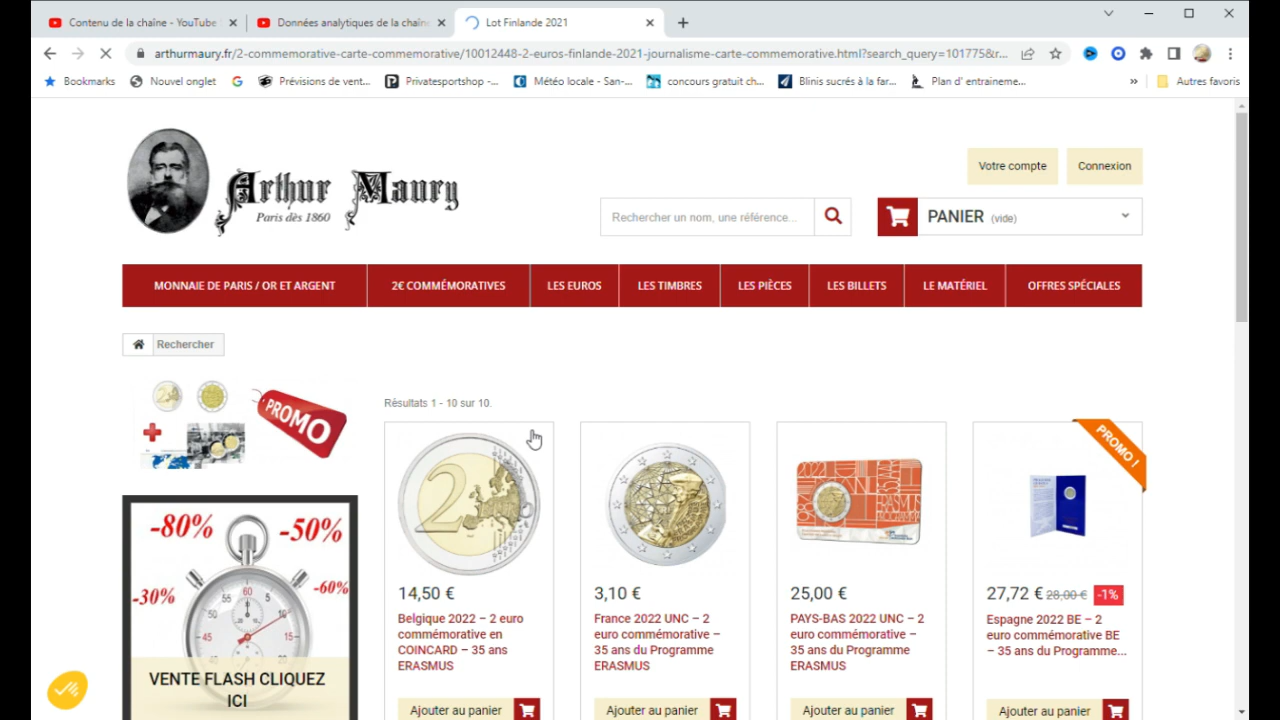 Contenu de la chaîne - YouTube
Données analytiques de la chaîne
Lot Finlande 2021
arthurmaury.fr/2-commemorative-carte-commemorative/10012448-2-euros-finlande-2021-journalisme-carte-commemorative.html?search_query=101775&r...
Bookmarks
Nouvel onglet
Prévisions de vent...
Privatesportshop -...
Météo locale - San-...
concours gratuit ch...
Blinis sucrés à la far...
Plan d' entraineme...
»
Autres favoris
Arthur Maury
Paris dès 1860
Votre compte
Connexion
Rechercher un nom, une référence...
PANIER (vide)
MONNAIE DE PARIS / OR ET ARGENT
2€ COMMÉMORATIVES
LES EUROS
LES TIMBRES
LES PIÈCES
LES BILLETS
LE MATÉRIEL
OFFRES SPÉCIALES
Rechercher
PROMO
Résultats 1 - 10 sur 10.
PROMO !
-80%
-50%
-30%
-60%
VENTE FLASH CLIQUEZ
ICI
14,50 €
Belgique 2022 – 2 euro
commémorative en
COINCARD – 35 ans
ERASMUS
Ajouter au panier
3,10 €
France 2022 UNC – 2
euro commémorative –
35 ans du Programme
ERASMUS
Ajouter au panier
25,00 €
PAYS-BAS 2022 UNC – 2
euro commémorative –
35 ans du Programme
ERASMUS
Ajouter au panier
27,72 € 28,00 € -1%
Espagne 2022 BE – 2
euro commémorative BE
– 35 ans du Programme...
Ajouter au panier